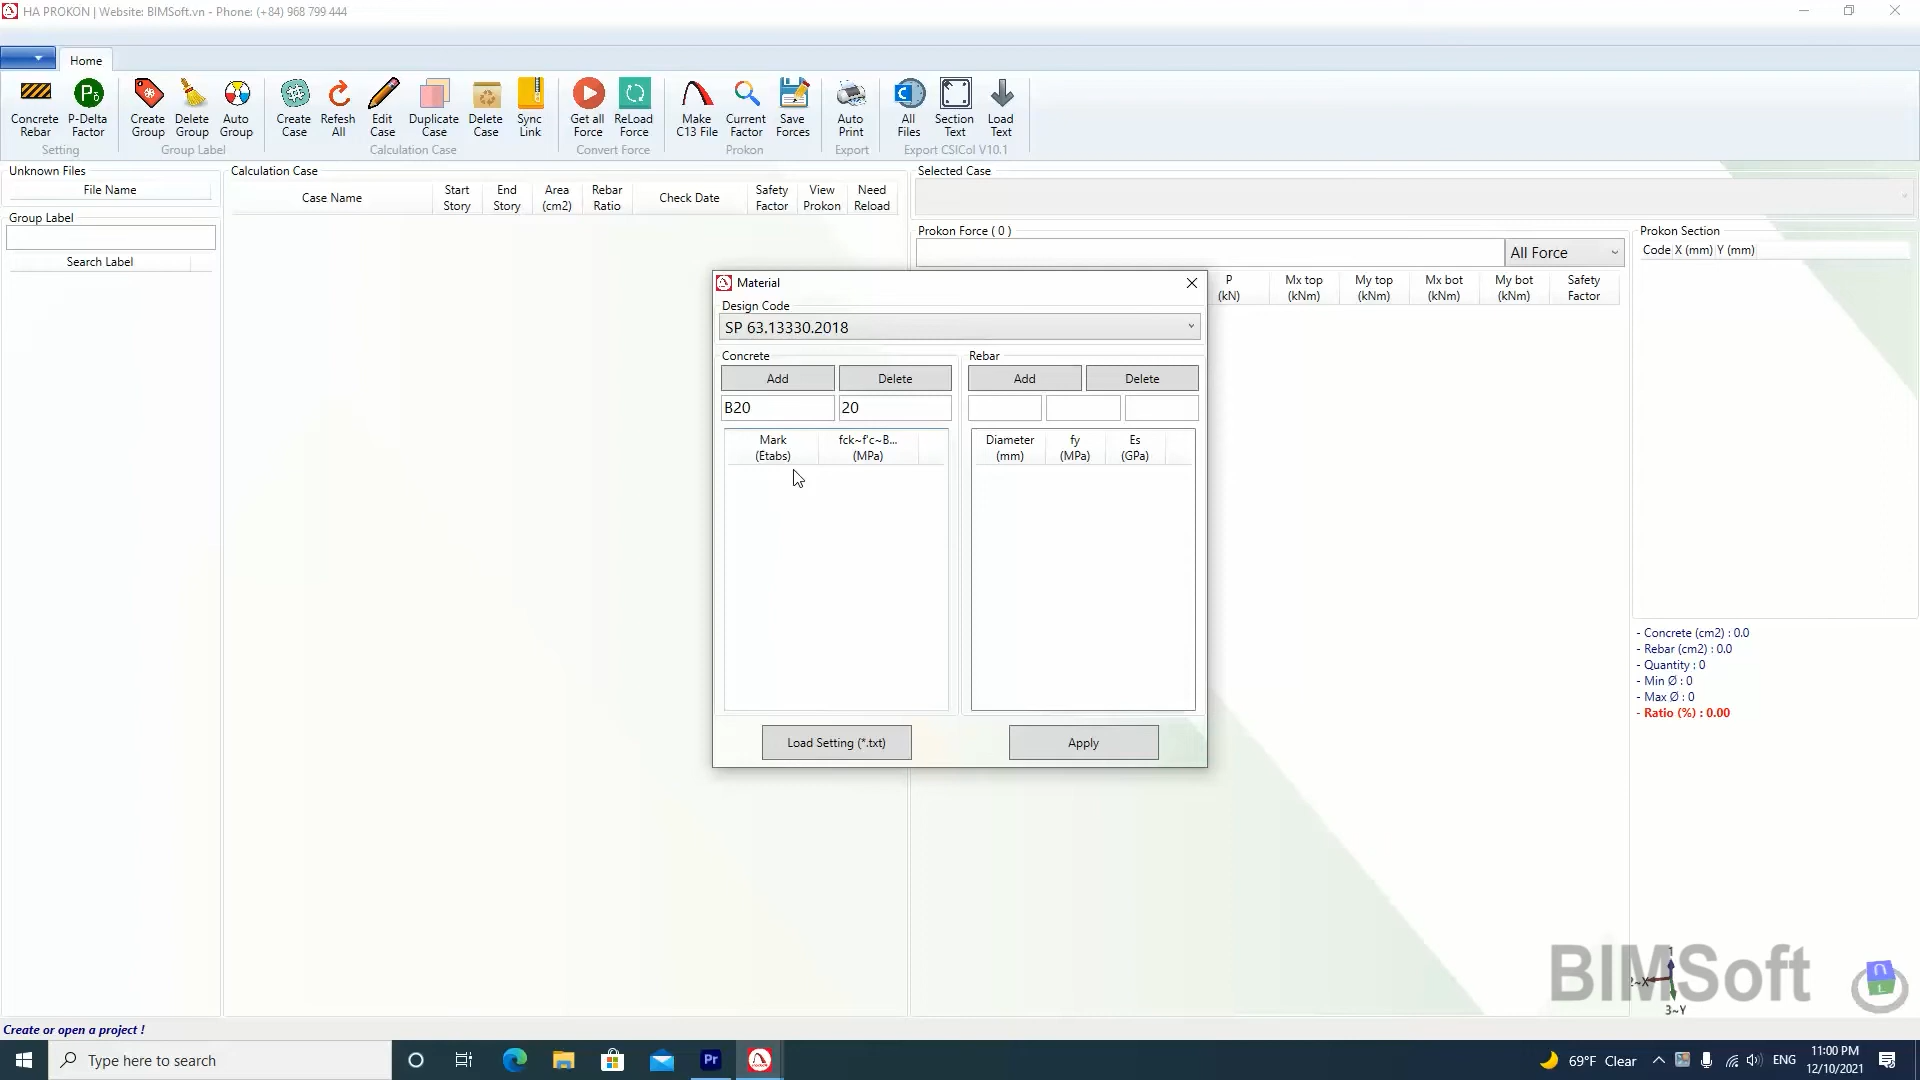 HA PROKON | Website: BIMSoft.vn - Phone: (+84) 968 799 444
Home
Concrete Rebar
P-Delta Factor
Create Group
Delete Group
Auto Group
Create Case
Refesh All
Edit Case
Duplicate Case
Delete Case
Sync Link
Get all Force
ReLoad Force
Make C13 File
Current Factor
Save Forces
Auto Print
All Files
Section Text
Load Text
Setting
Group Label
Calculation Case
Convert Force
Prokon
Export
Export CSICol V10.1
Unknown Files
File Name
Group Label
Search Label
Calculation Case
Case Name
Start Story
End Story
Area (cm2)
Rebar Ratio
Check Date
Safety Factor
View Prokon
Need Reload
Selected Case
Prokon Force ( 0 )
All Force
P (kN)
Mx top (kNm)
My top (kNm)
Mx bot (kNm)
My bot (kNm)
Safety Factor
Prokon Section
Code X (mm) Y (mm)
Material
Design Code
SP 63.13330.2018
Concrete
Add
Delete
B20
20
Mark (Etabs)
fck~f'c~B... (MPa)
Rebar
Add
Delete
Diameter (mm)
fy (MPa)
Es (GPa)
Load Setting (*.txt)
Apply
- Concrete (cm2) : 0.0
- Rebar (cm2) : 0.0
- Quantity : 0
- Min Ø : 0
- Max Ø : 0
- Ratio (%) : 0.00
BIMSoft
1
2~X
3~Y
Create or open a project !
Type here to search
Pr
69°F Clear
ENG
11:00 PM
12/10/2021